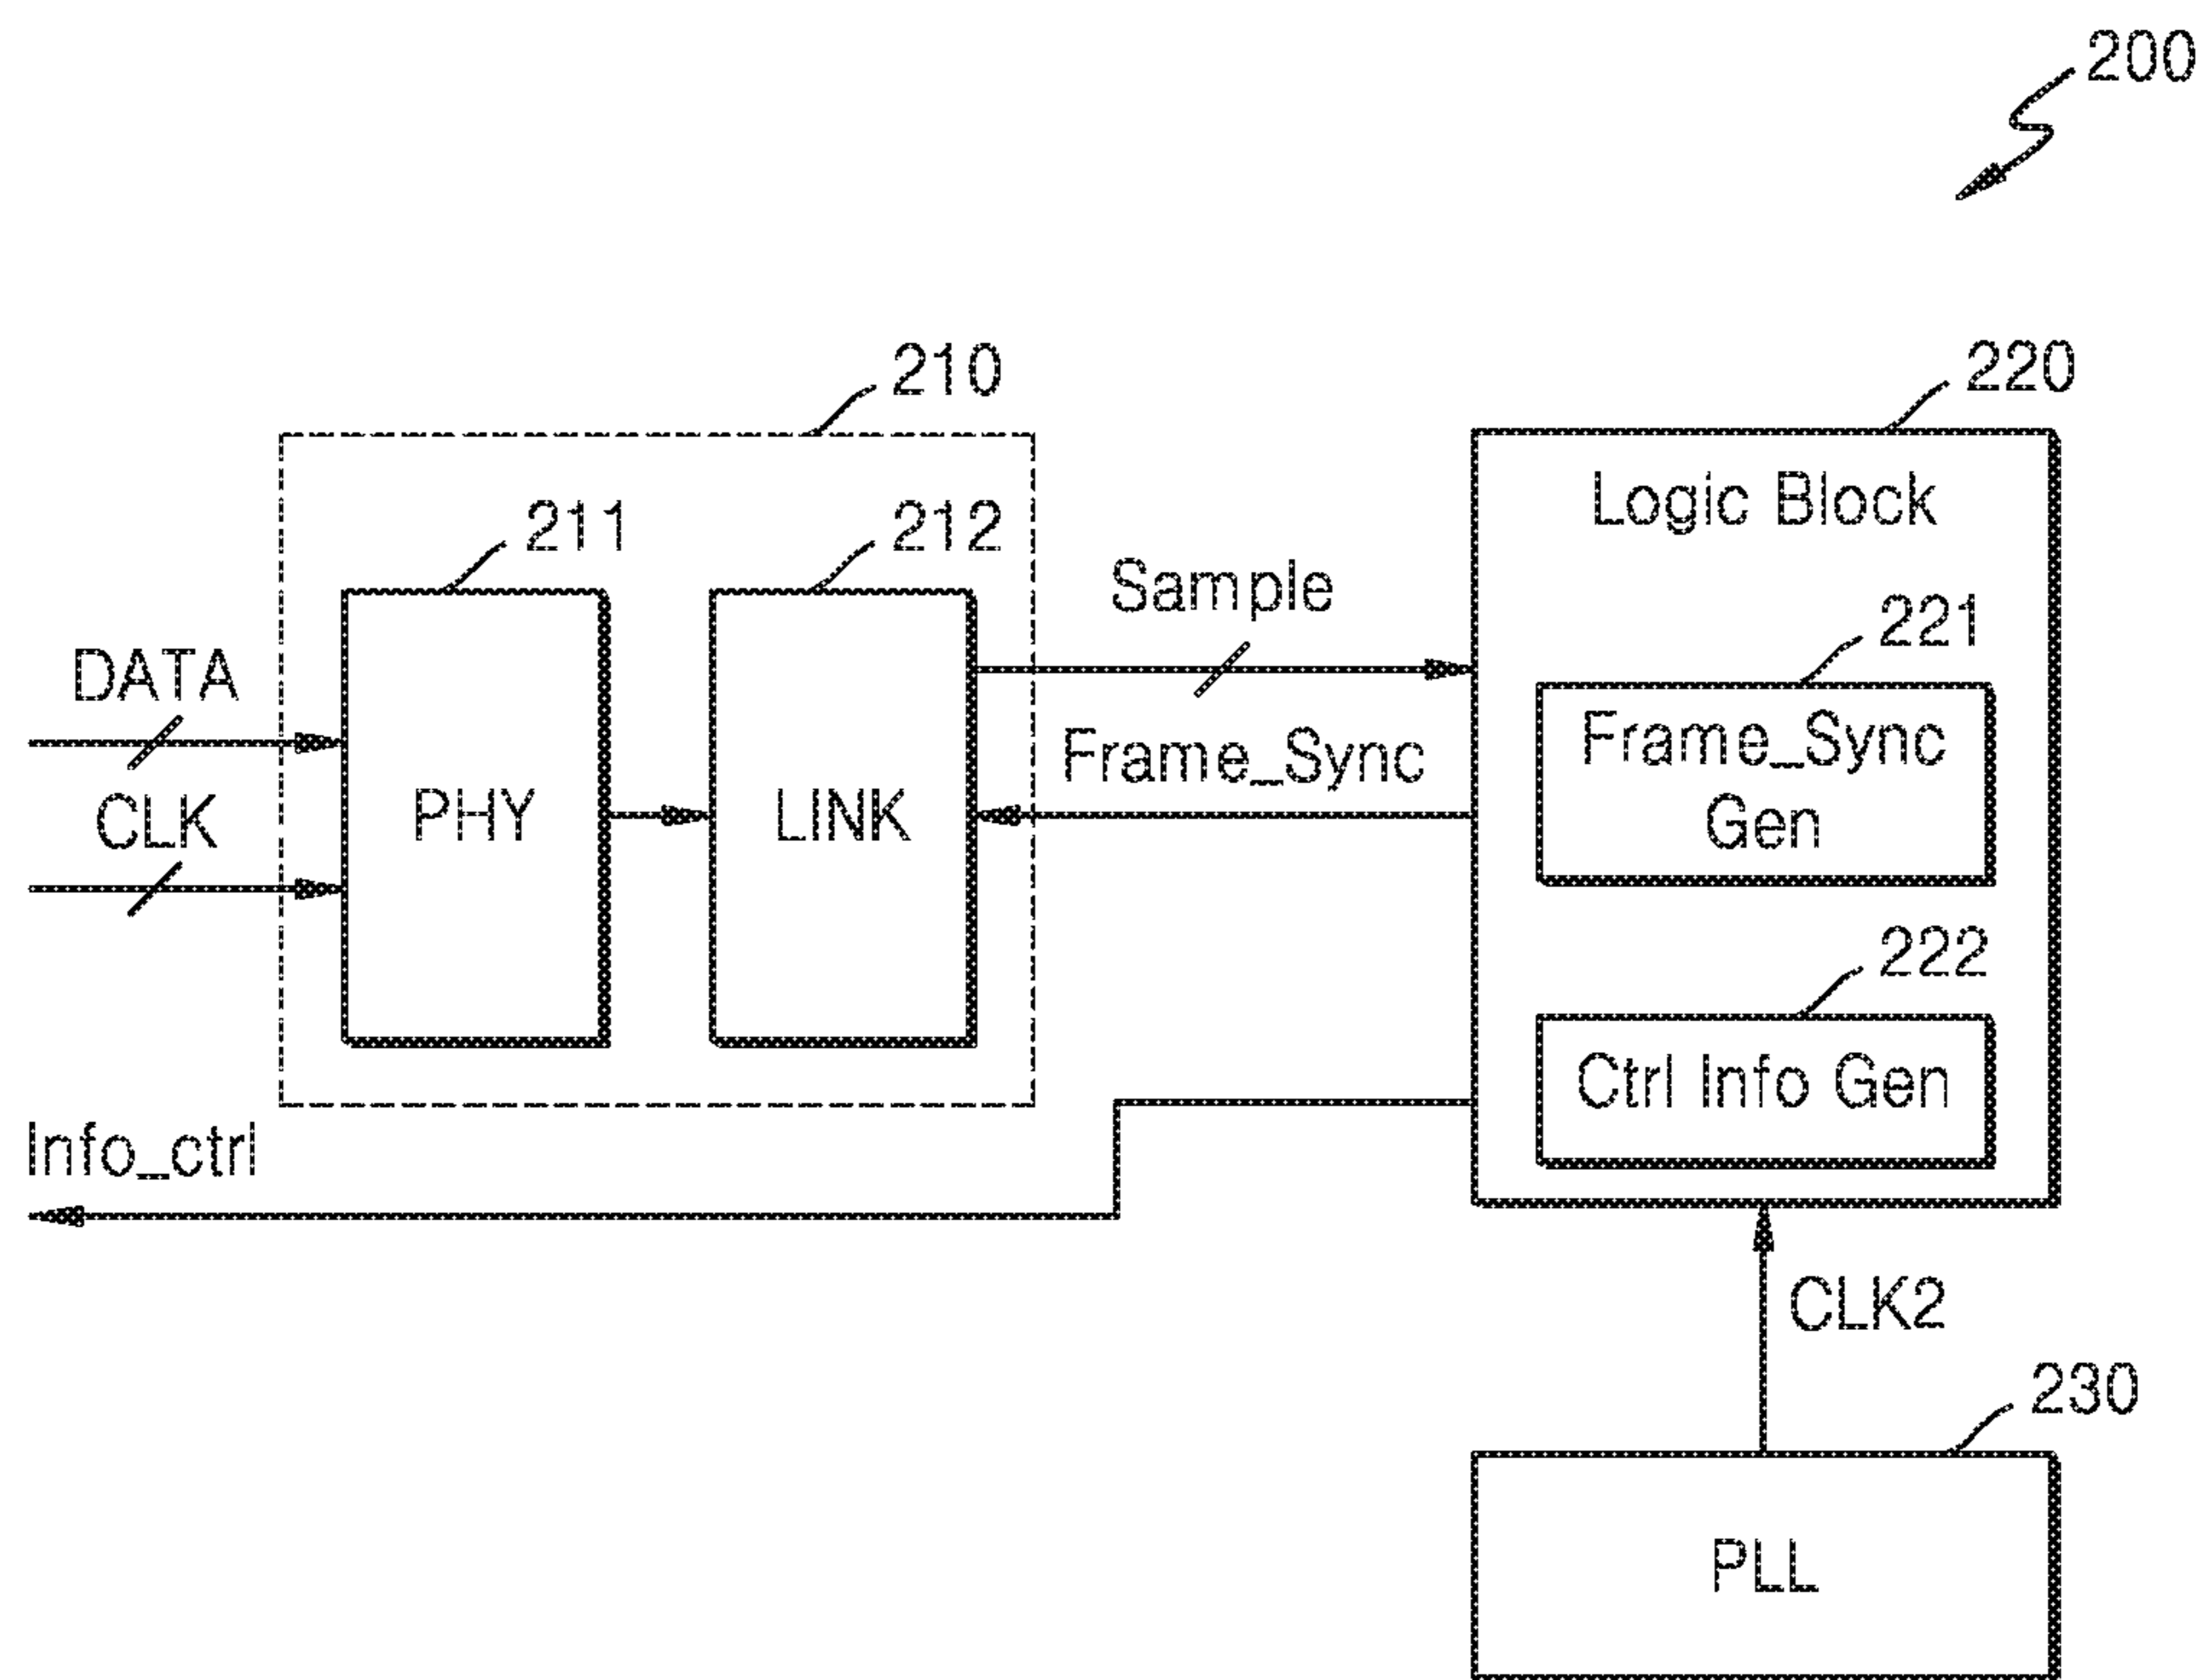 200
210
220
211
212
Logic Block
Sample
221
DATA
Frame_Sync
Frame_Sync
Gen
CLK
PHY
LINK
222
Ctrl Info Gen
Info_ctrl
CLK2
230
PLL